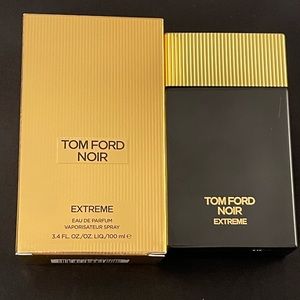 TOM FORD
NOIR
EXTREME
EAU DE PARFUM
VAPORISATEUR SPRAY
3.4 FL. OZ./OZ. LIQ./100 ml ℮
TOM FORD
NOIR
EXTREME